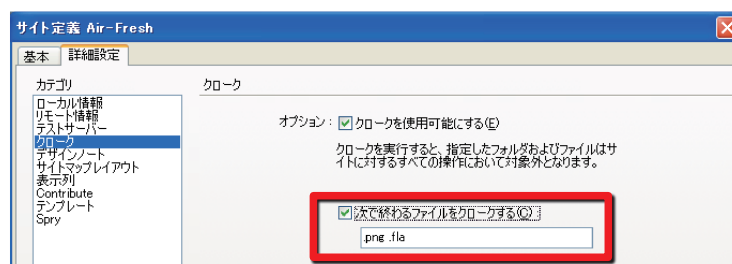 サイト定義 Air-Fresh
基本 詳細設定
カテゴリ
ローカル情報
リモート情報
テストサーバー
クローク
デザインノート
サイトマップレイアウト
表示列
Contribute
テンプレート
Spry
クローク
オプション: クロークを使用可能にする(E)
クロークを実行すると、指定したフォルダおよびファイルはサ
イトに対するすべての操作において対象外となります。
次で終わるファイルをクロークする(C):
.png .fla